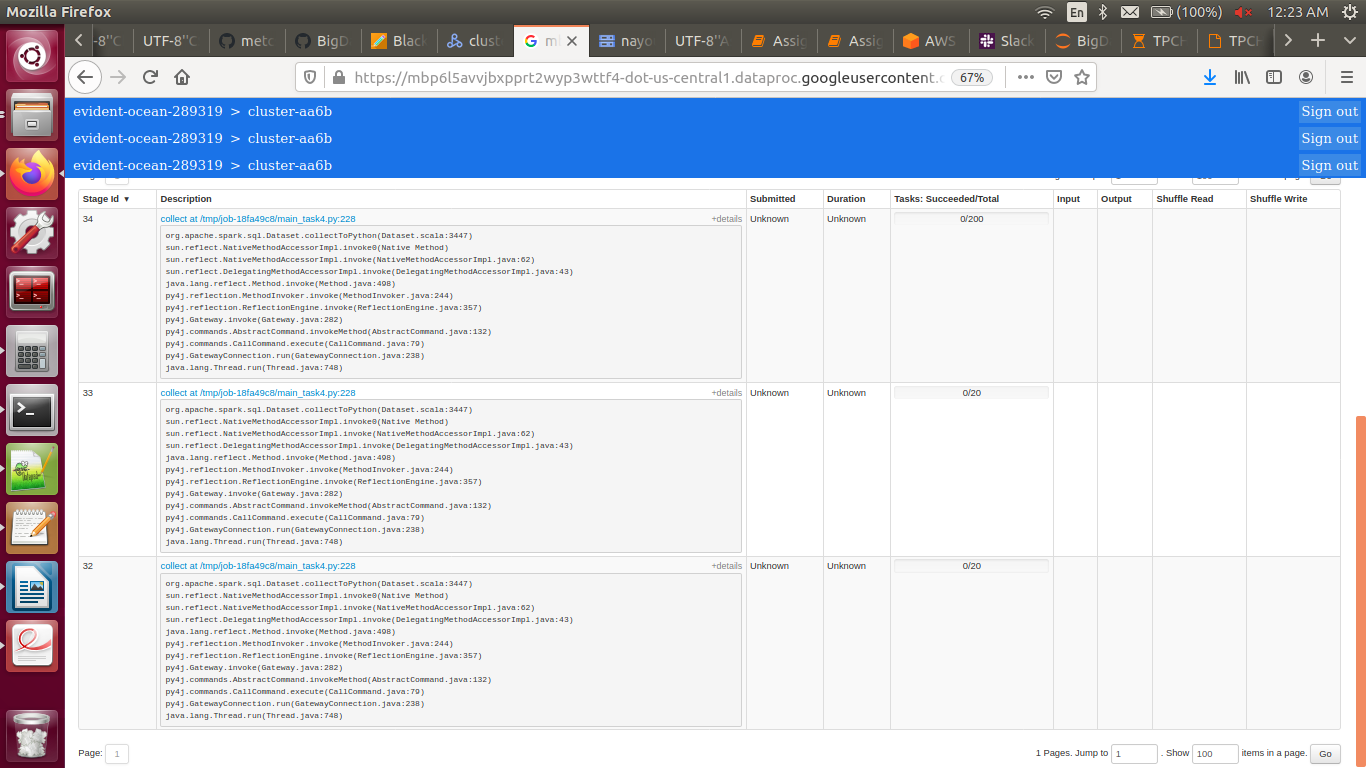 Mozilla Firefox
En
(100%)
12:23 AM
-8''C
UTF-8''C
metc
BigDa
Black
clust
ml
nayo
UTF-8''A
Assig
Assig
AWS
Slack
BigDa
TPCH
TPCH
https://mbp6l5avvjbxpprt2wyp3wttf4-dot-us-central1.dataproc.googleusercontent.c
67%
evident-ocean-289319 > cluster-aa6b
Sign out
evident-ocean-289319 > cluster-aa6b
Sign out
evident-ocean-289319 > cluster-aa6b
Sign out
Stage Id ▼ Description Submitted Duration Tasks: Succeeded/Total Input Output Shuffle Read Shuffle Write
34 collect at /tmp/job-18fa49c8/main_task4.py:228 +details Unknown Unknown 0/200
org.apache.spark.sql.Dataset.collectToPython(Dataset.scala:3447)
sun.reflect.NativeMethodAccessorImpl.invoke0(Native Method)
sun.reflect.NativeMethodAccessorImpl.invoke(NativeMethodAccessorImpl.java:62)
sun.reflect.DelegatingMethodAccessorImpl.invoke(DelegatingMethodAccessorImpl.java:43)
java.lang.reflect.Method.invoke(Method.java:498)
py4j.reflection.MethodInvoker.invoke(MethodInvoker.java:244)
py4j.reflection.ReflectionEngine.invoke(ReflectionEngine.java:357)
py4j.Gateway.invoke(Gateway.java:282)
py4j.commands.AbstractCommand.invokeMethod(AbstractCommand.java:132)
py4j.commands.CallCommand.execute(CallCommand.java:79)
py4j.GatewayConnection.run(GatewayConnection.java:238)
java.lang.Thread.run(Thread.java:748)
33 collect at /tmp/job-18fa49c8/main_task4.py:228 +details Unknown Unknown 0/20
org.apache.spark.sql.Dataset.collectToPython(Dataset.scala:3447)
sun.reflect.NativeMethodAccessorImpl.invoke0(Native Method)
sun.reflect.NativeMethodAccessorImpl.invoke(NativeMethodAccessorImpl.java:62)
sun.reflect.DelegatingMethodAccessorImpl.invoke(DelegatingMethodAccessorImpl.java:43)
java.lang.reflect.Method.invoke(Method.java:498)
py4j.reflection.MethodInvoker.invoke(MethodInvoker.java:244)
py4j.reflection.ReflectionEngine.invoke(ReflectionEngine.java:357)
py4j.Gateway.invoke(Gateway.java:282)
py4j.commands.AbstractCommand.invokeMethod(AbstractCommand.java:132)
py4j.commands.CallCommand.execute(CallCommand.java:79)
py4j.GatewayConnection.run(GatewayConnection.java:238)
java.lang.Thread.run(Thread.java:748)
32 collect at /tmp/job-18fa49c8/main_task4.py:228 +details Unknown Unknown 0/20
org.apache.spark.sql.Dataset.collectToPython(Dataset.scala:3447)
sun.reflect.NativeMethodAccessorImpl.invoke0(Native Method)
sun.reflect.NativeMethodAccessorImpl.invoke(NativeMethodAccessorImpl.java:62)
sun.reflect.DelegatingMethodAccessorImpl.invoke(DelegatingMethodAccessorImpl.java:43)
java.lang.reflect.Method.invoke(Method.java:498)
py4j.reflection.MethodInvoker.invoke(MethodInvoker.java:244)
py4j.reflection.ReflectionEngine.invoke(ReflectionEngine.java:357)
py4j.Gateway.invoke(Gateway.java:282)
py4j.commands.AbstractCommand.invokeMethod(AbstractCommand.java:132)
py4j.commands.CallCommand.execute(CallCommand.java:79)
py4j.GatewayConnection.run(GatewayConnection.java:238)
java.lang.Thread.run(Thread.java:748)
Page: 1
1 Pages. Jump to 1 . Show 100 items in a page. Go